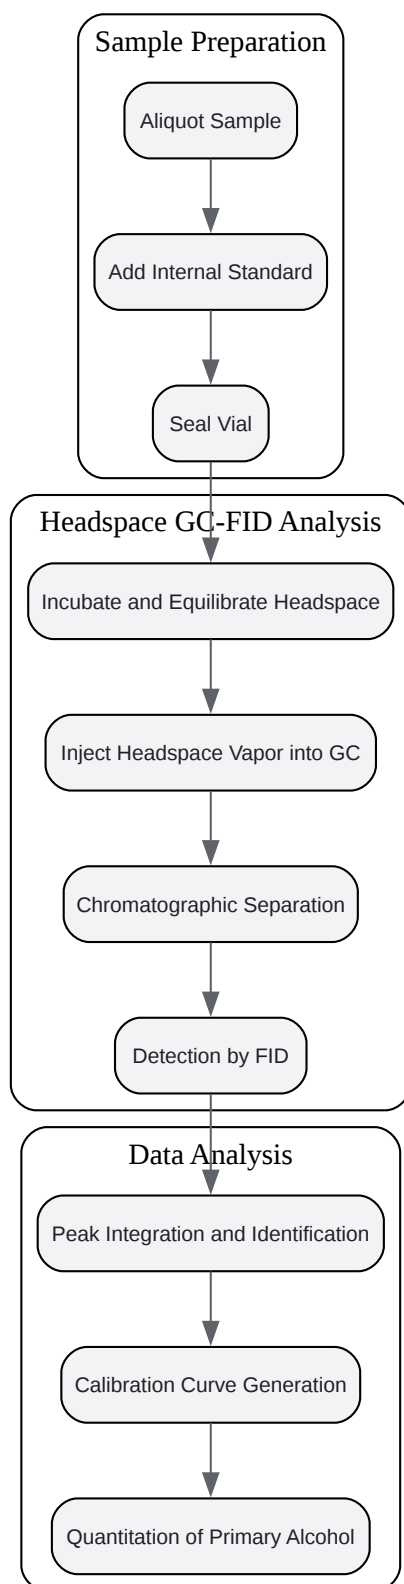 Sample Preparation
Aliquot Sample
Add Internal Standard
Seal Vial
Headspace GC-FID Analysis
Incubate and Equilibrate Headspace
Inject Headspace Vapor into GC
Chromatographic Separation
Detection by FID
Data Analysis
Peak Integration and Identification
Calibration Curve Generation
Quantitation of Primary Alcohol